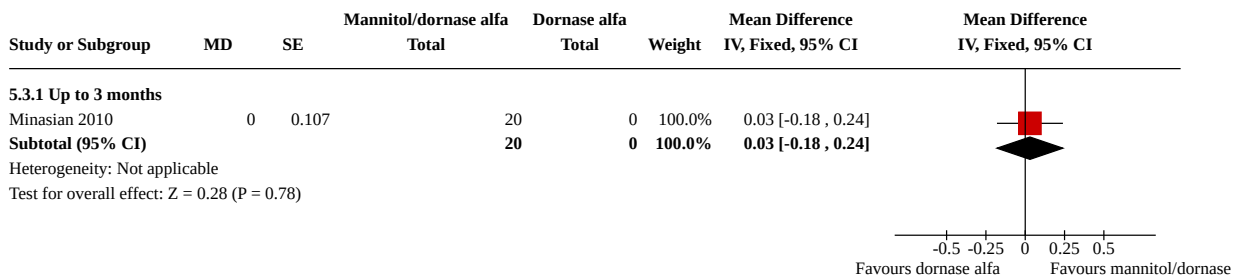 Mannitol/dornase alfa Dornase alfa Mean Difference Mean Difference
Study or Subgroup MD SE Total Total Weight IV, Fixed, 95% CI IV, Fixed, 95% CI
5.3.1 Up to 3 months
Minasian 2010 0 0.107 20 0 100.0% 0.03 [-0.18 , 0.24]
Subtotal (95% CI) 20 0 100.0% 0.03 [-0.18 , 0.24]
Heterogeneity: Not applicable
Test for overall effect: Z = 0.28 (P = 0.78)
-0.5 -0.25 0 0.25 0.5
Favours dornase alfa Favours mannitol/dornase